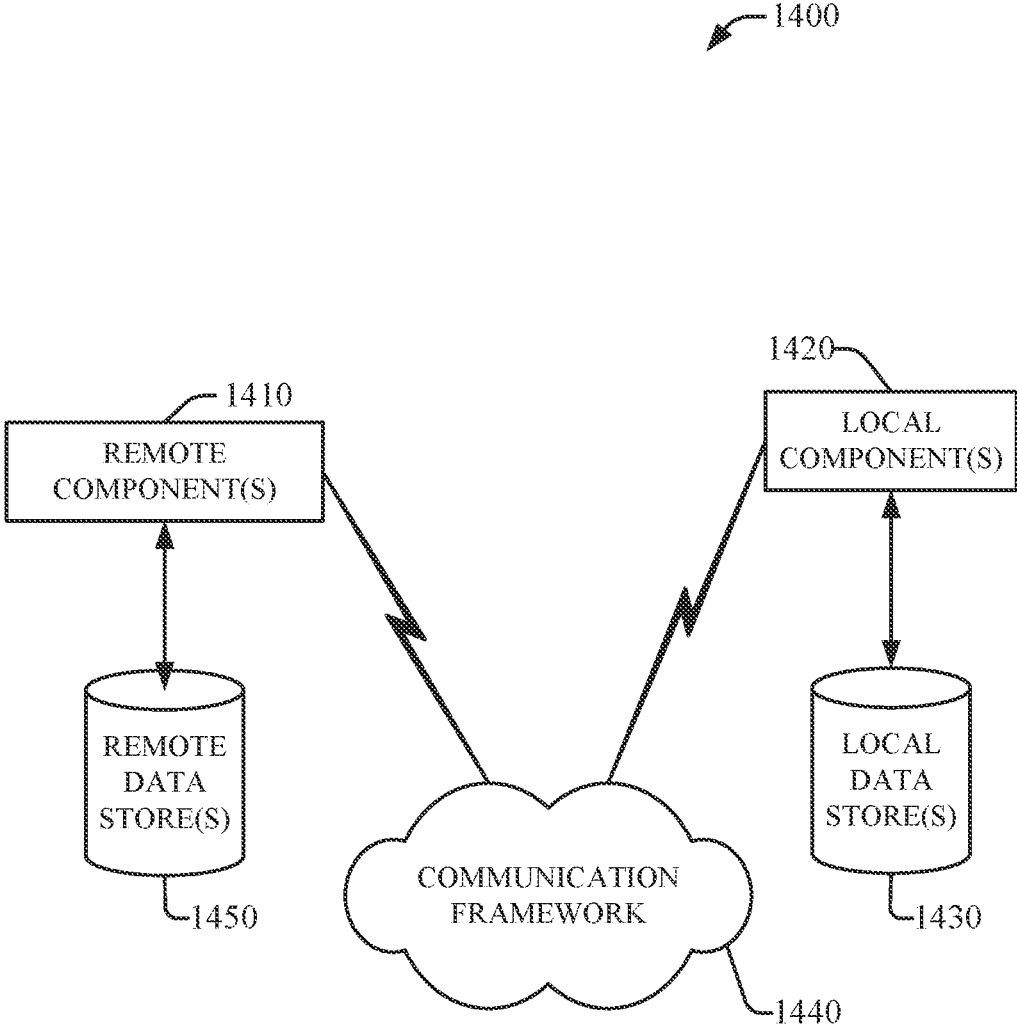 1400
1420
LOCAL
COMPONENT(S)
1410
REMOTE
COMPONENT(S)
REMOTE
DATA
STORE(S)
LOCAL
DATA
STORE(S)
COMMUNICATION
FRAMEWORK
1450
1430
1440